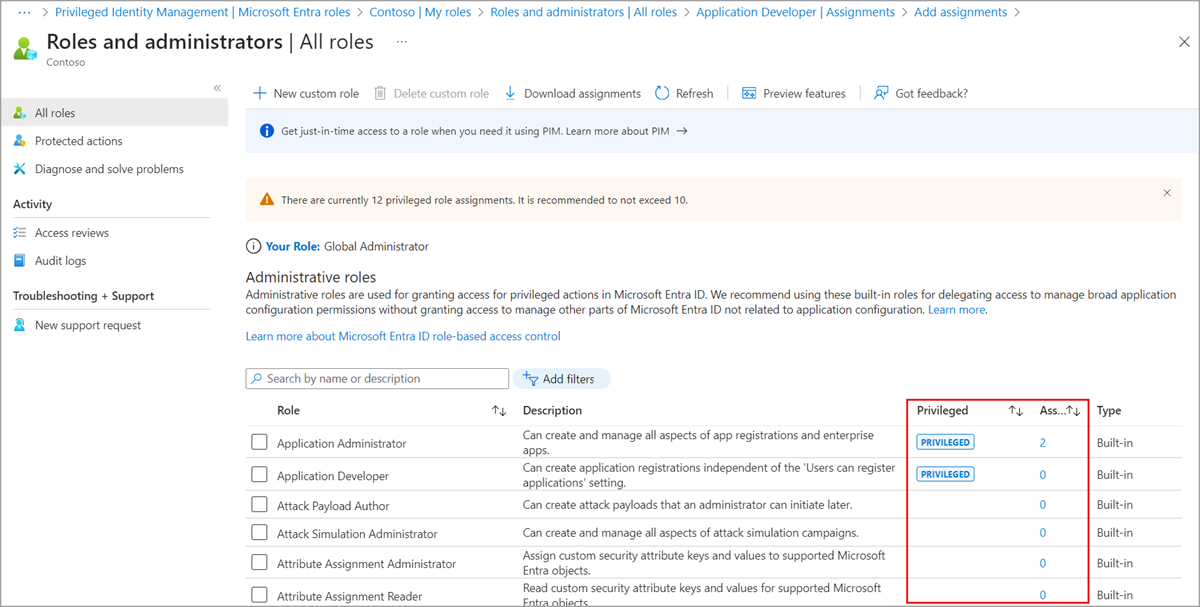 ··· > Privileged Identity Management | Microsoft Entra roles > Contoso | My roles > Roles and administrators | All roles > Application Developer | Assignments > Add assignments >
Roles and administrators | All roles ···
Contoso
All roles
Protected actions
Diagnose and solve problems
Activity
Access reviews
Audit logs
Troubleshooting + Support
New support request
New custom role Delete custom role Download assignments Refresh Preview features Got feedback?
Get just-in-time access to a role when you need it using PIM. Learn more about PIM →
There are currently 12 privileged role assignments. It is recommended to not exceed 10.
Your Role: Global Administrator
Administrative roles
Administrative roles are used for granting access for privileged actions in Microsoft Entra ID. We recommend using these built-in roles for delegating access to manage broad application
configuration permissions without granting access to manage other parts of Microsoft Entra ID not related to application configuration. Learn more.
Learn more about Microsoft Entra ID role-based access control
Search by name or description Add filters
Role Description Privileged Ass... Type
Application Administrator Can create and manage all aspects of app registrations and enterprise
apps. PRIVILEGED 2 Built-in
Application Developer Can create application registrations independent of the 'Users can register
applications' setting. PRIVILEGED 0 Built-in
Attack Payload Author Can create attack payloads that an administrator can initiate later. 0 Built-in
Attack Simulation Administrator Can create and manage all aspects of attack simulation campaigns. 0 Built-in
Attribute Assignment Administrator Assign custom security attribute keys and values to supported Microsoft
Entra objects. 0 Built-in
Attribute Assignment Reader Read custom security attribute keys and values for supported Microsoft
Entra objects. 0 Built-in